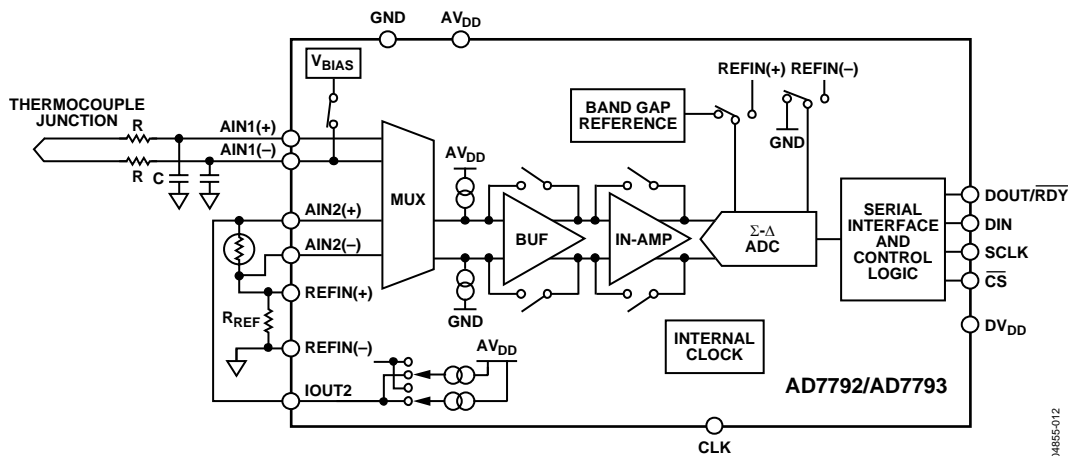 GND
AVDD
VBIAS
REFIN(+) REFIN(–)
THERMOCOUPLE
JUNCTION
R
AIN1(+)
BAND GAP
REFERENCE
GND
AIN1(–)
R
C
AVDD
MUX
DOUT/RDY
AIN2(+)
SERIAL
INTERFACE
AND
CONTROL
LOGIC
DIN
BUF
IN-AMP
Σ-Δ
ADC
SCLK
AIN2(–)
CS
REFIN(+)
GND
RREF
INTERNAL
CLOCK
DVDD
REFIN(–)
AVDD
IOUT2
AD7792/AD7793
CLK
04855-012